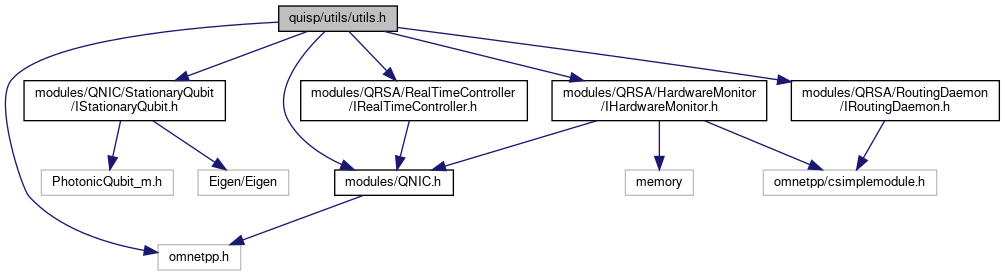 quisp/utils/utils.h
modules/QNIC/StationaryQubit
/IStationaryQubit.h
modules/QRSA/RealTimeController
/IRealTimeController.h
modules/QRSA/HardwareMonitor
/IHardwareMonitor.h
modules/QRSA/RoutingDaemon
/IRoutingDaemon.h
PhotonicQubit_m.h
Eigen/Eigen
modules/QNIC.h
memory
omnetpp/csimplemodule.h
omnetpp.h